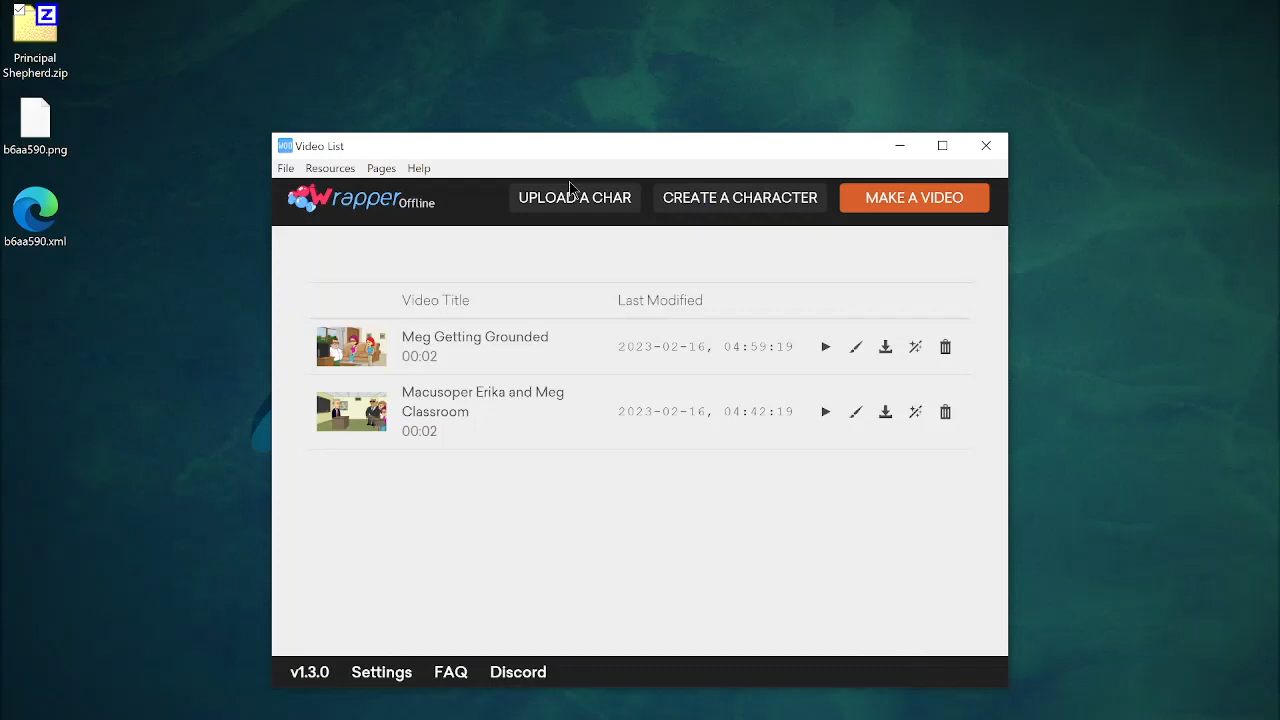 Z
Principal
Shepherd.zip
b6aa590.png
b6aa590.xml
WOO Video List
File Resources Pages Help
Wrapper Offline
UPLOAD A CHAR
CREATE A CHARACTER
MAKE A VIDEO
Video Title Last Modified
Meg Getting Grounded
00:02
2023-02-16, 04:59:19
Macusoper Erika and Meg
Classroom
00:02
2023-02-16, 04:42:19
v1.3.0 Settings FAQ Discord